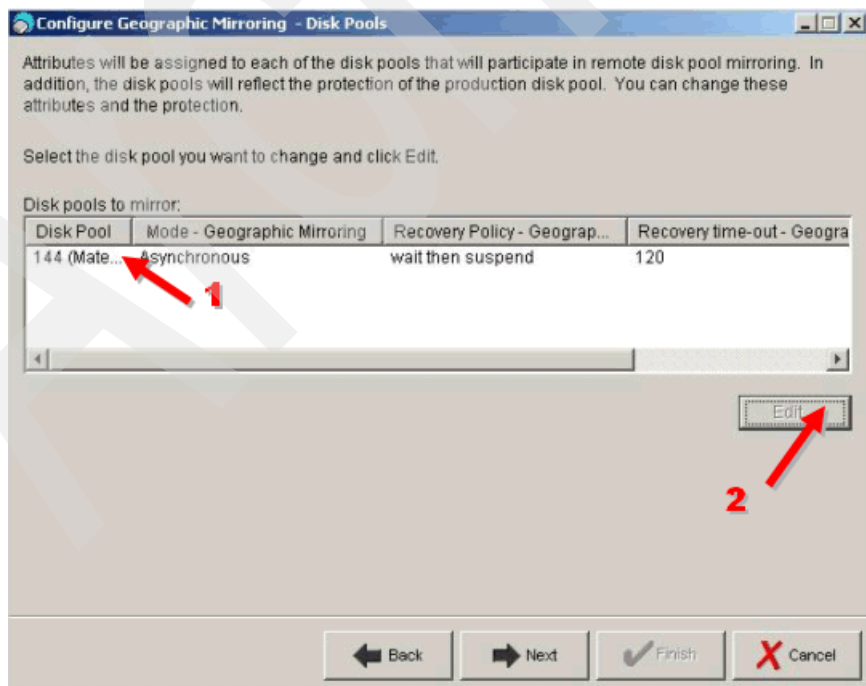 Configure Geographic Mirroring - Disk Pools
Attributes will be assigned to each of the disk pools that will participate in remote disk pool mirroring. In
addition, the disk pools will reflect the protection of the production disk pool. You can change these
attributes and the protection.
Select the disk pool you want to change and click Edit.
Disk pools to mirror:
Disk Pool Mode - Geographic Mirroring Recovery Policy - Geograp... Recovery time-out - Geogra
144 (Mate... Asynchronous wait then suspend 120
1
Edit...
2
Back Next Finish Cancel